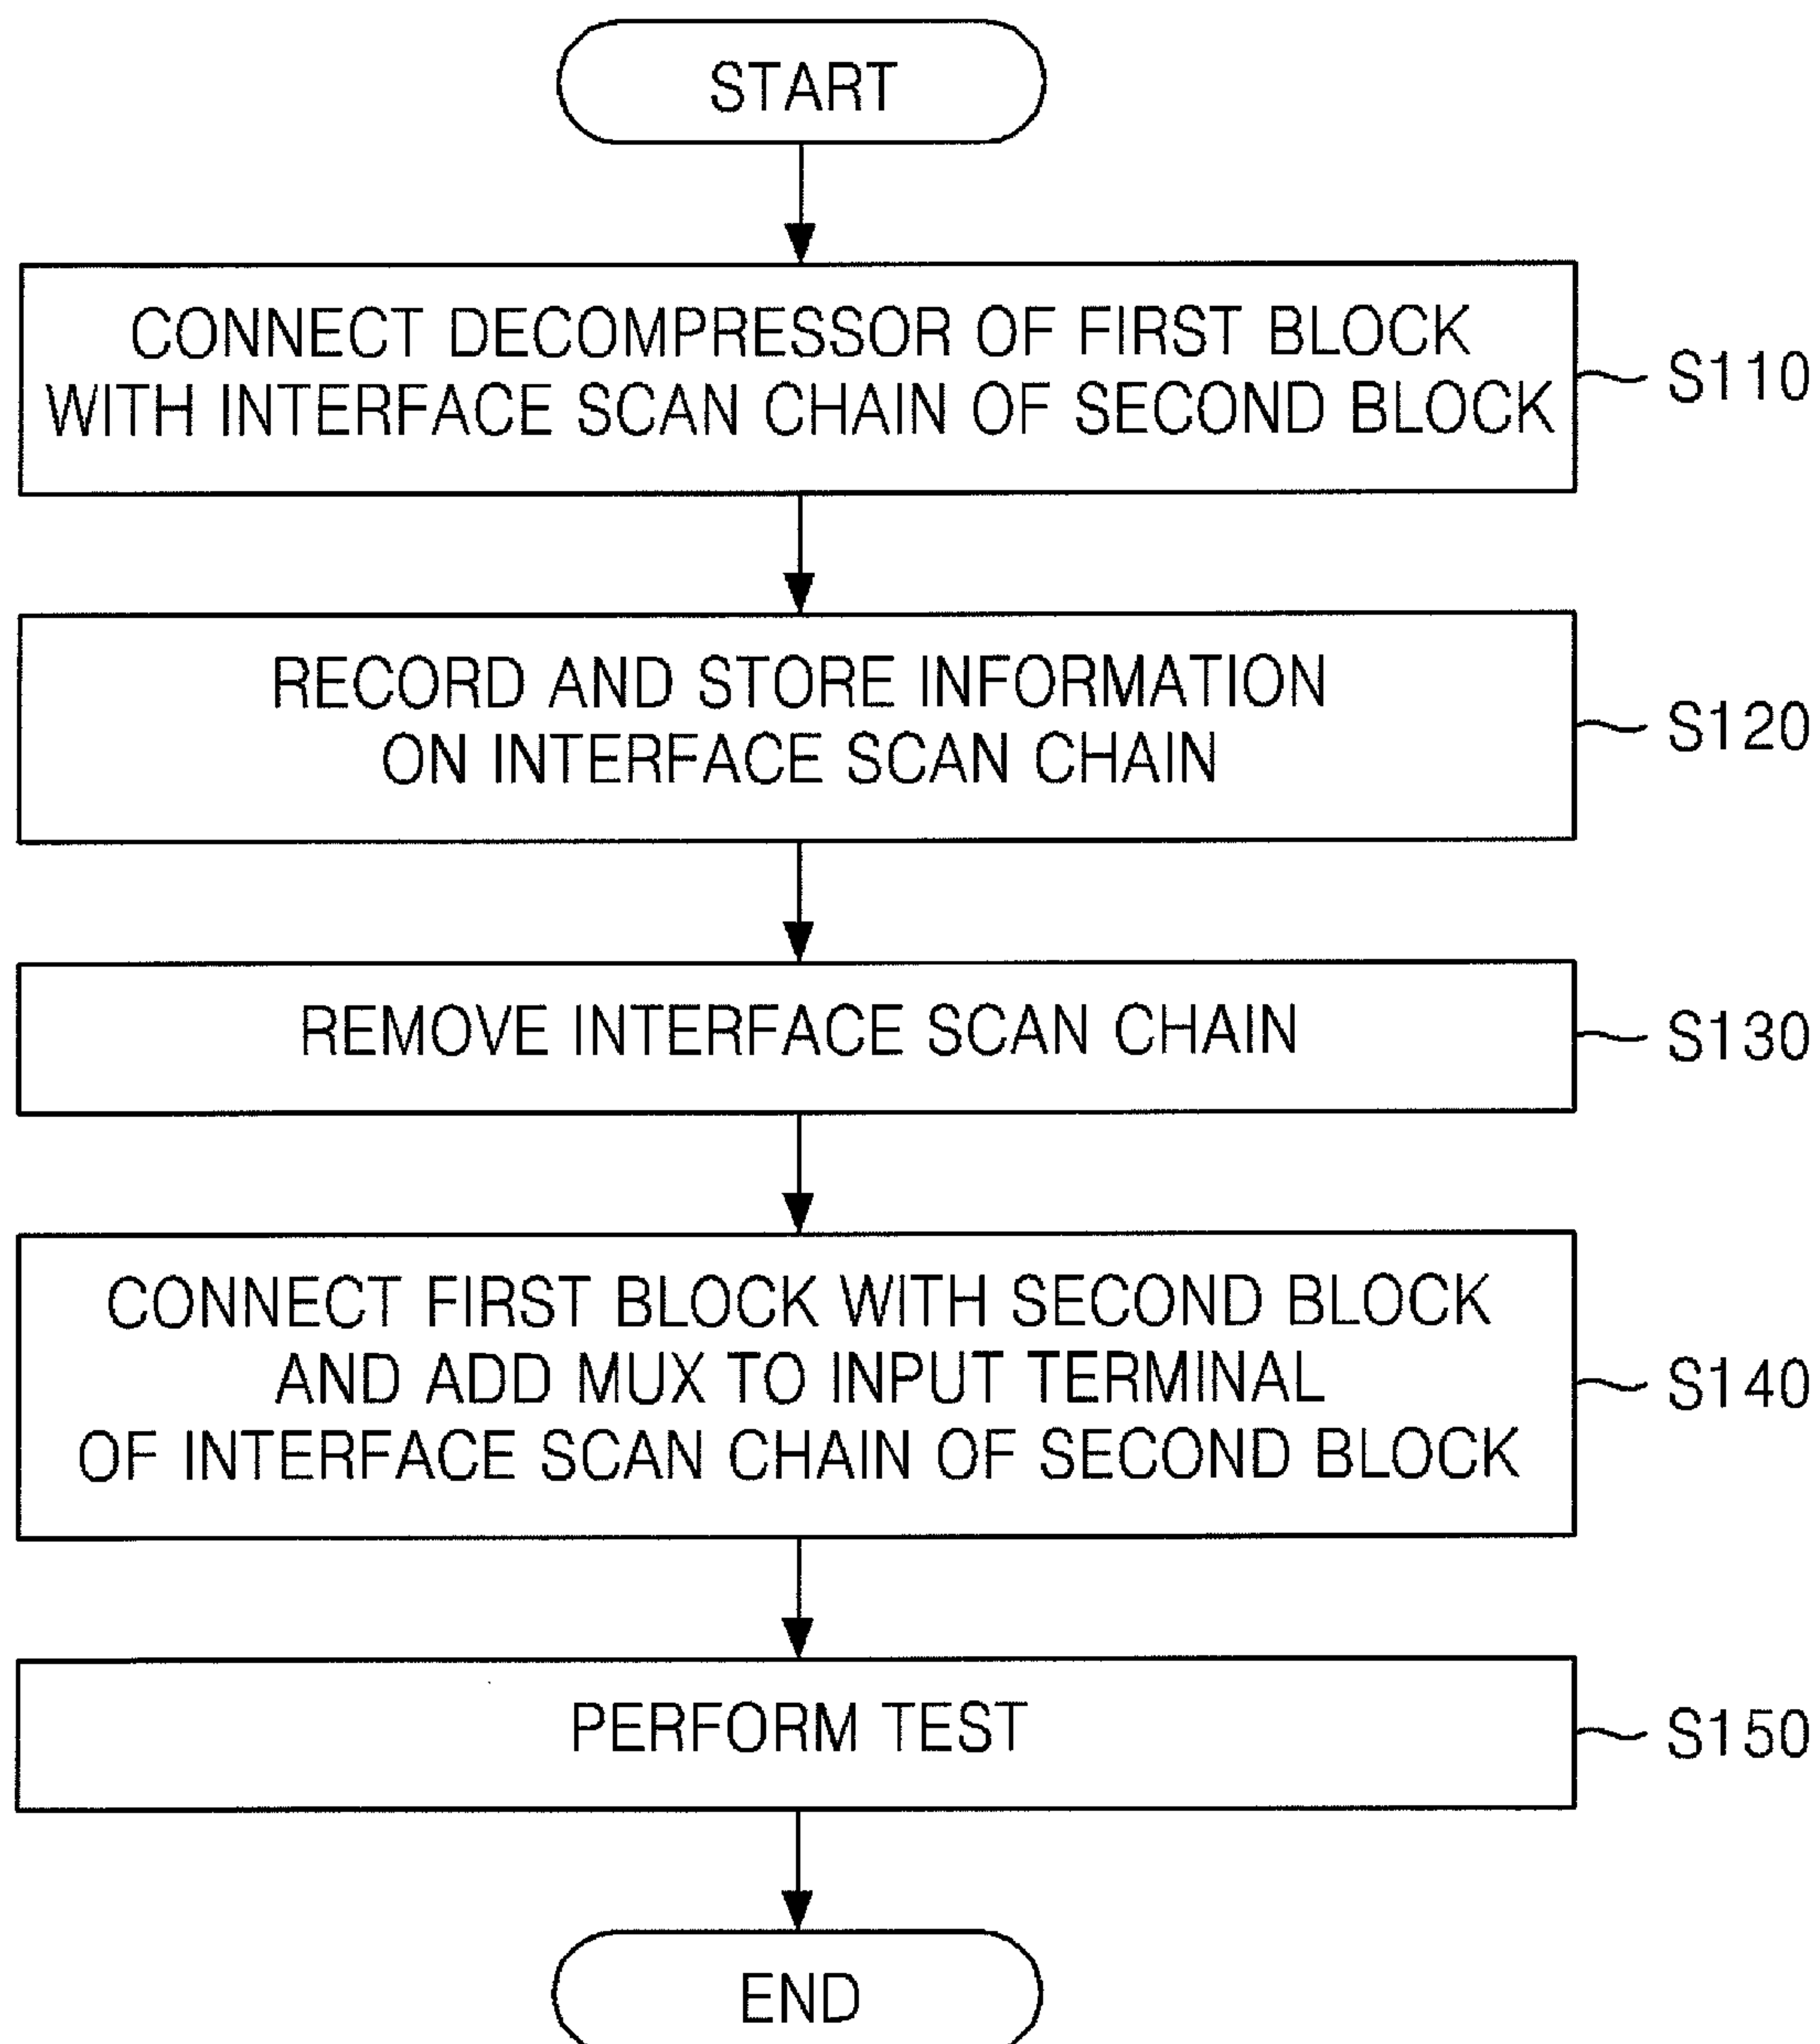 START
CONNECT DECOMPRESSOR OF FIRST BLOCK
WITH INTERFACE SCAN CHAIN OF SECOND BLOCK
S110
RECORD AND STORE INFORMATION
ON INTERFACE SCAN CHAIN
S120
REMOVE INTERFACE SCAN CHAIN
S130
CONNECT FIRST BLOCK WITH SECOND BLOCK
AND ADD MUX TO INPUT TERMINAL
OF INTERFACE SCAN CHAIN OF SECOND BLOCK
S140
PERFORM TEST
S150
END